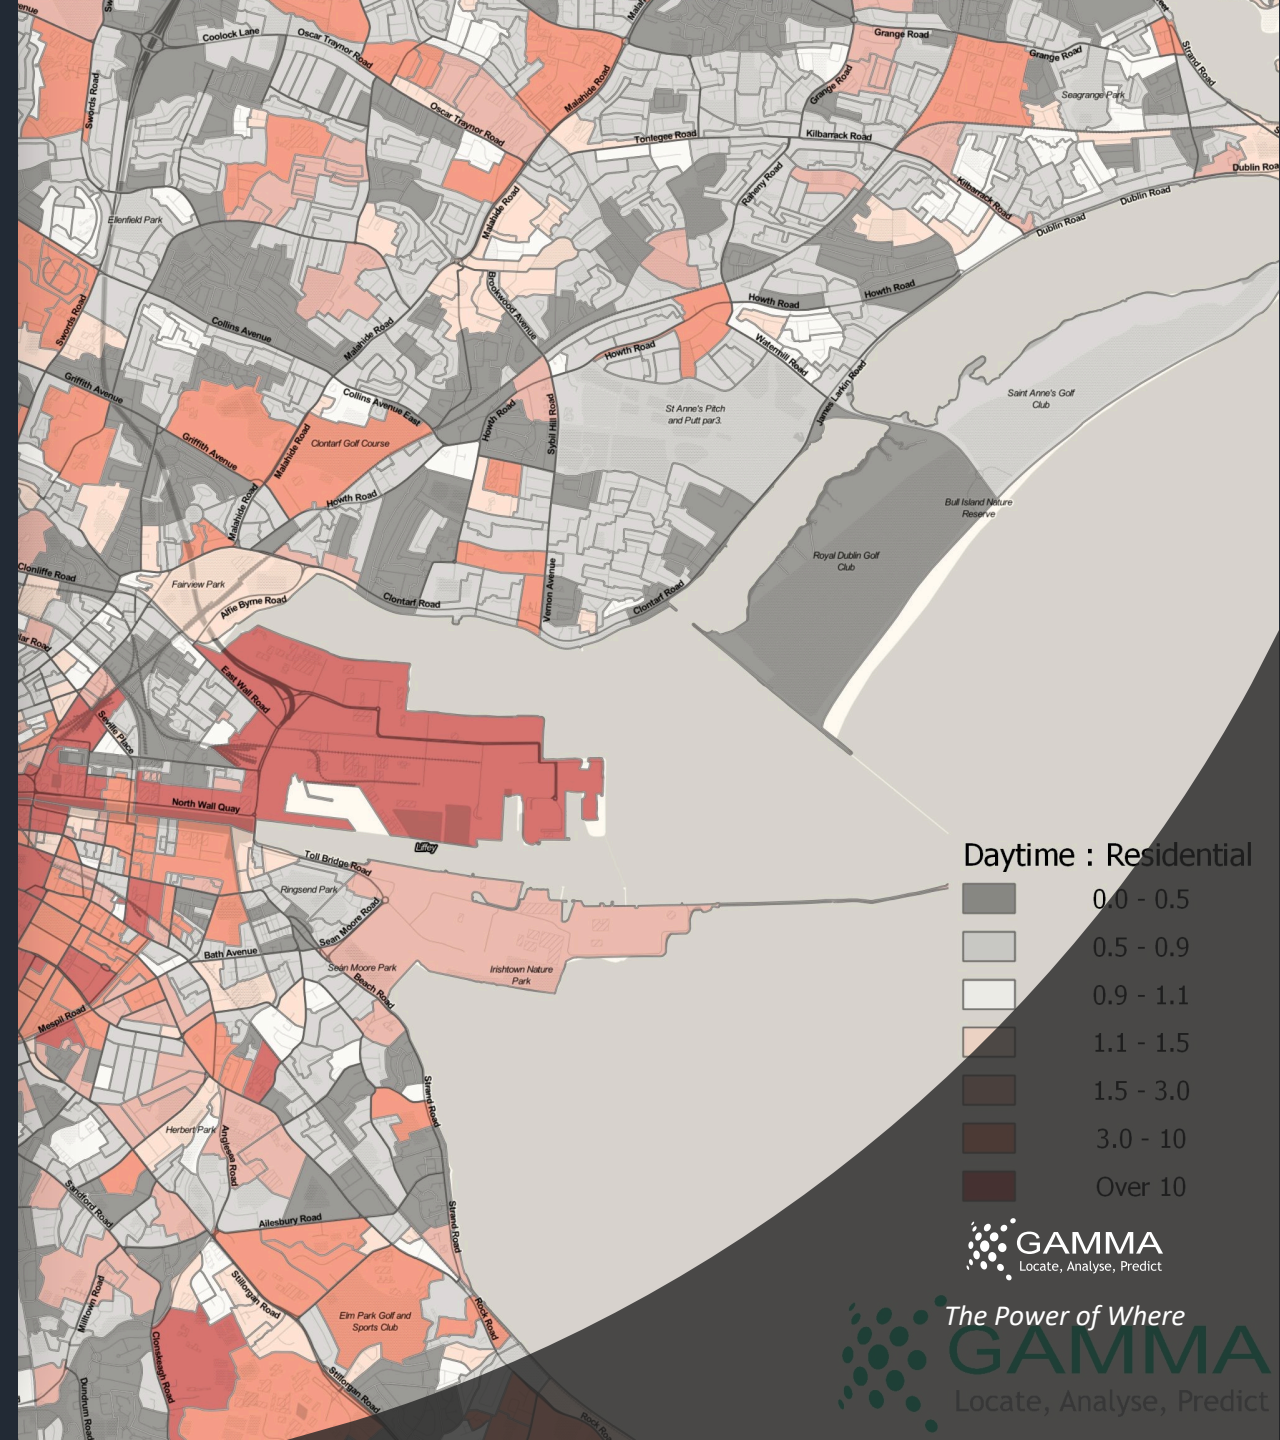 Coolock Lane
Oscar Traynor Road
Swords Road
Malahide Road
Oscar Traynor Road
Grange Road
Grange Road
Grange Road
Strand Road
Seagrange Park
Tonlegee Road
Kilbarrack Road
Raheny Road
Kilbarrack Road
Dublin Road
Dublin Road
Dublin Roa
Ellenfield Park
Malahide Road
Brookwood Avenue
Swords Road
Collins Avenue
Malahide Road
Howth Road
Howth Road
Howth Road
Watermill Road
James Larkin Road
Griffith Avenue
Collins Avenue East
Griffith Avenue
Malahide Road
Clontarf Golf Course
Howth Road
Sybil Hill Road
St Anne's Pitch
and Putt par3.
Saint Anne's Golf
Club
Howth Road
Malahide Road
Bull Island Nature
Reserve
Royal Dublin Golf
Club
Clonliffe Road
Fairview Park
Alfie Byrne Road
Clontarf Road
Vernon Avenue
Clontarf Road
East Wall Road
Seville Place
North Wall Quay
Liffey
Toll Bridge Road
Ringsend Park
Sean Moore Road
Bath Avenue
Seán Moore Park
Beach Road
Irishtown Nature
Park
Mespil Road
Strand Road
Herbert Park
Anglesea Road
Sandford Road
Ailesbury Road
Strand Road
Milltown Road
Stillorgan Road
Elm Park Golf and
Sports Club
Rock Road
Clonskeagh Road
Stillorgan Road
Dundrum Road
Rock Road
Daytime : Residential
0.0 - 0.5
0.5 - 0.9
0.9 - 1.1
1.1 - 1.5
1.5 - 3.0
3.0 - 10
Over 10
GAMMA
Locate, Analyse, Predict
The Power of Where
GAMMA
Locate, Analyse, Predict